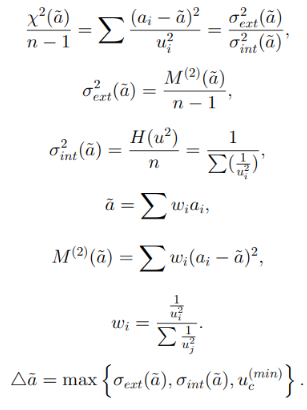 \frac{\chi^2(\tilde{a})}{n-1} = \sum \frac{(a_i - \tilde{a})^2}{u_i^2} = \frac{\sigma_{ext}^2(\tilde{a})}{\sigma_{int}^2(\tilde{a})},
\sigma_{ext}^2(\tilde{a}) = \frac{M^{(2)}(\tilde{a})}{n-1},
\sigma_{int}^2(\tilde{a}) = \frac{H(u^2)}{n} = \frac{1}{\sum(\frac{1}{u_i^2})},
\tilde{a} = \sum w_i a_i,
M^{(2)}(\tilde{a}) = \sum w_i(a_i - \tilde{a})^2,
w_i = \frac{\frac{1}{u_i^2}}{\sum \frac{1}{u_j^2}}.
\triangle\tilde{a} = \max\left\{\sigma_{ext}(\tilde{a}), \sigma_{int}(\tilde{a}), u_c^{(min)}\right\}.